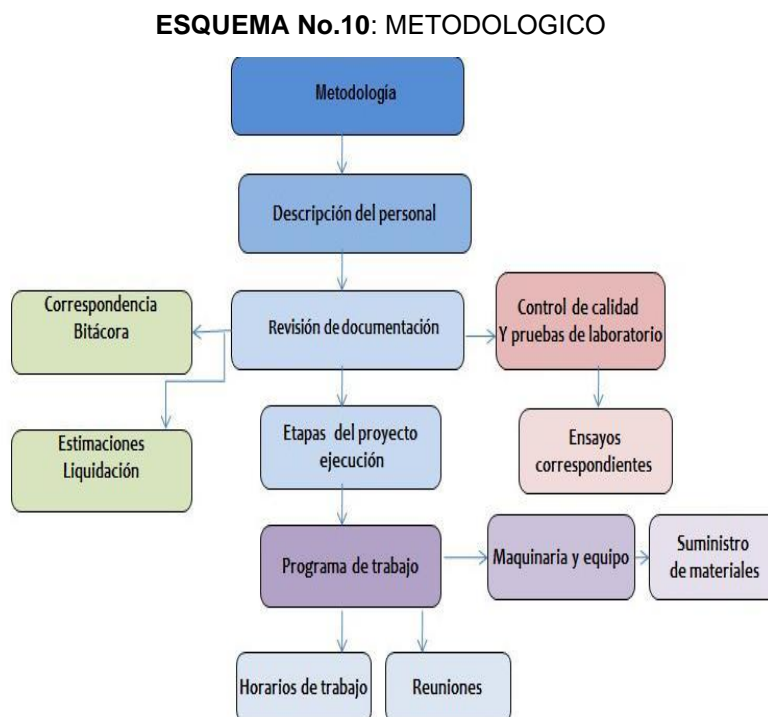 ESQUEMA No.10: METODOLOGICO
Metodología
Descripción del personal
Correspondencia
Bitácora
Revisión de documentación
Control de calidad
Y pruebas de laboratorio
Estimaciones
Liquidación
Etapas del proyecto
ejecución
Ensayos
correspondientes
Programa de trabajo
Maquinaria y equipo
Suministro
de materiales
Horarios de trabajo
Reuniones